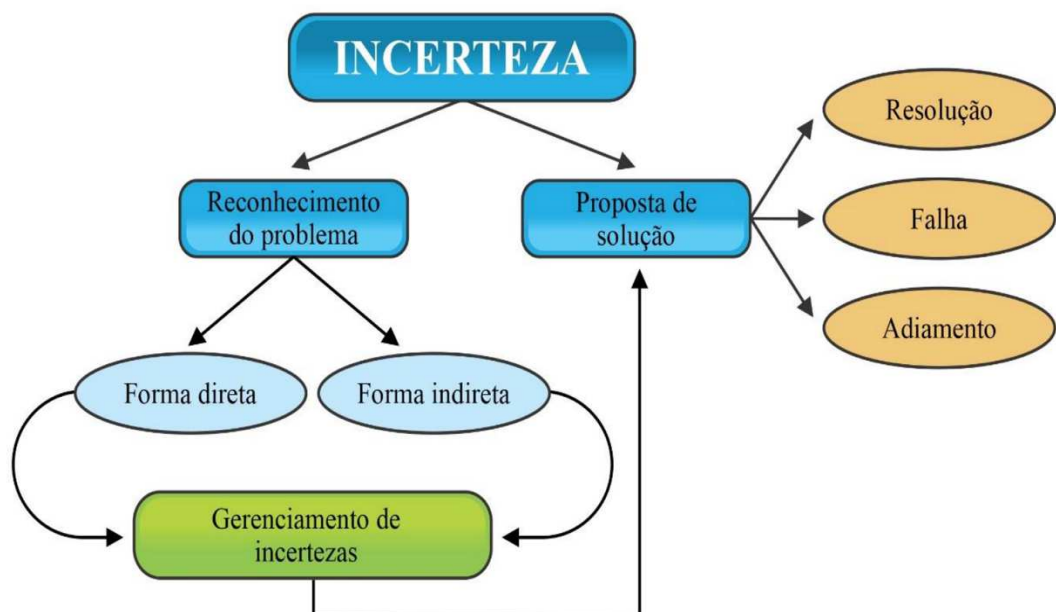 INCERTEZA
Reconhecimento
do problema
Proposta de
solução
Resolução
Falha
Adiamento
Forma direta
Forma indireta
Gerenciamento de
incertezas